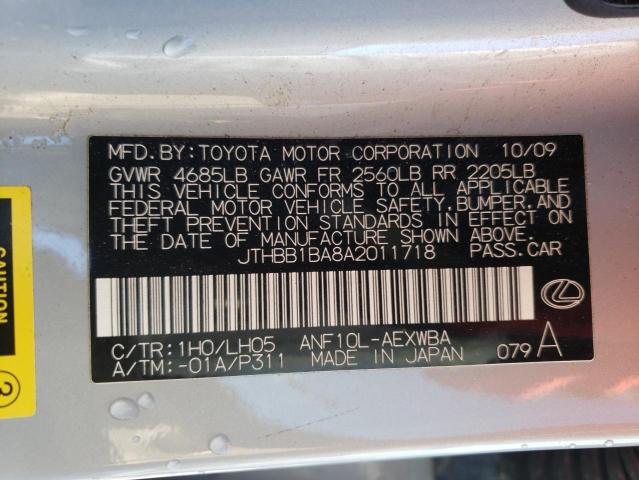 MFD.BY:TOYOTA MOTOR CORPORATION 10/09
GVWR 4685LB GAWR FR 2560LB RR 2205LB
THIS VEHICLE CONFORMS TO ALL APPLICABLE
FEDERAL MOTOR VEHICLE SAFETY.BUMPER.AND
THEFT PREVENTION STANDARDS IN EFFECT ON
THE DATE OF MANUFACTURE SHOWN ABOVE.
JTHBB1BA8A2011718 PASS.CAR
C/TR:1H0/LH05 ANF10L-AEXWBA
A/TM:-01A/P311 MADE IN JAPAN 079 A
CAUTION